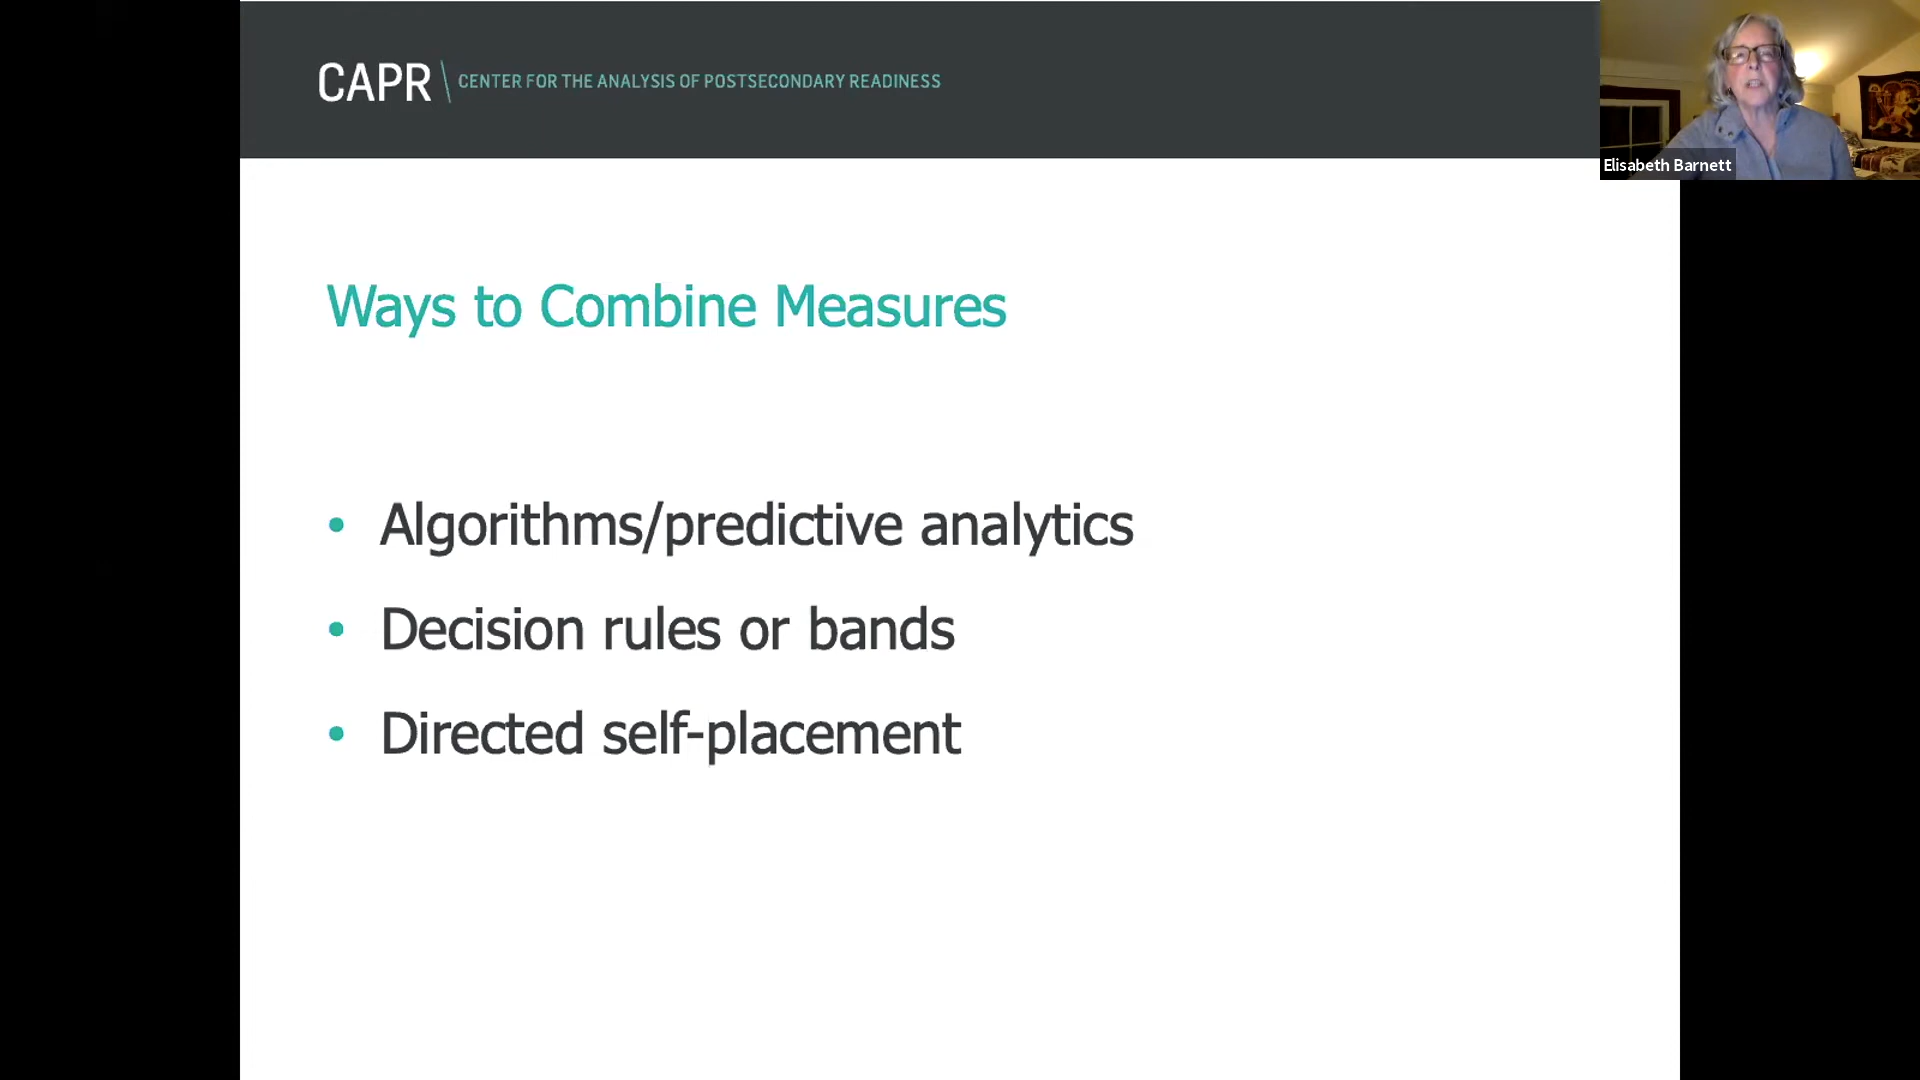 CAPR
CENTER FOR THE ANALYSIS OF POSTSECONDARY READINESS
Elisabeth Barnett
Ways to Combine Measures
• Algorithms/predictive analytics
• Decision rules or bands
• Directed self-placement